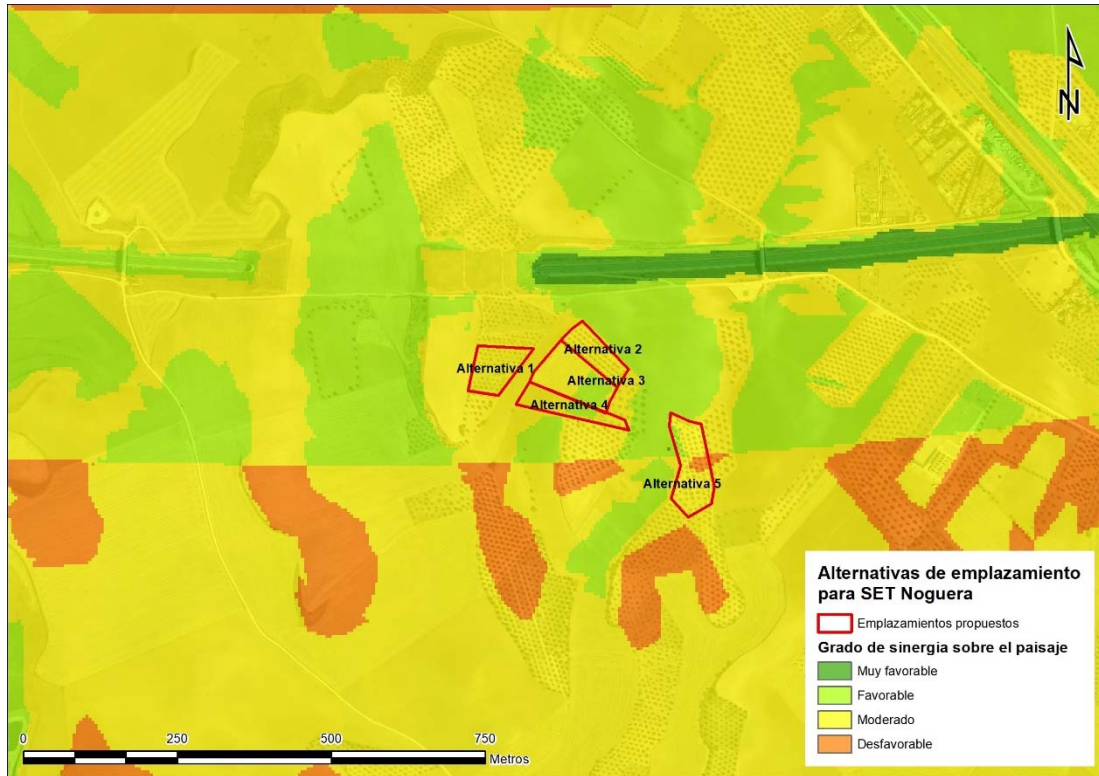 N
Alternativa 1
Alternativa 2
Alternativa 3
Alternativa 4
Alternativa 5
Alternativas de emplazamiento
para SET Noguera
Emplazamientos propuestos
Grado de sinergia sobre el paisaje
Muy favorable
Favorable
Moderado
Desfavorable
0 250 500 750
Metros